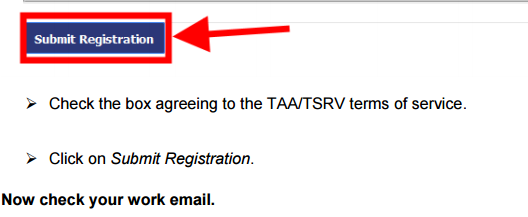 Submit Registration
➢ Check the box agreeing to the TAA/TSRV terms of service.
➢ Click on Submit Registration.
Now check your work email.